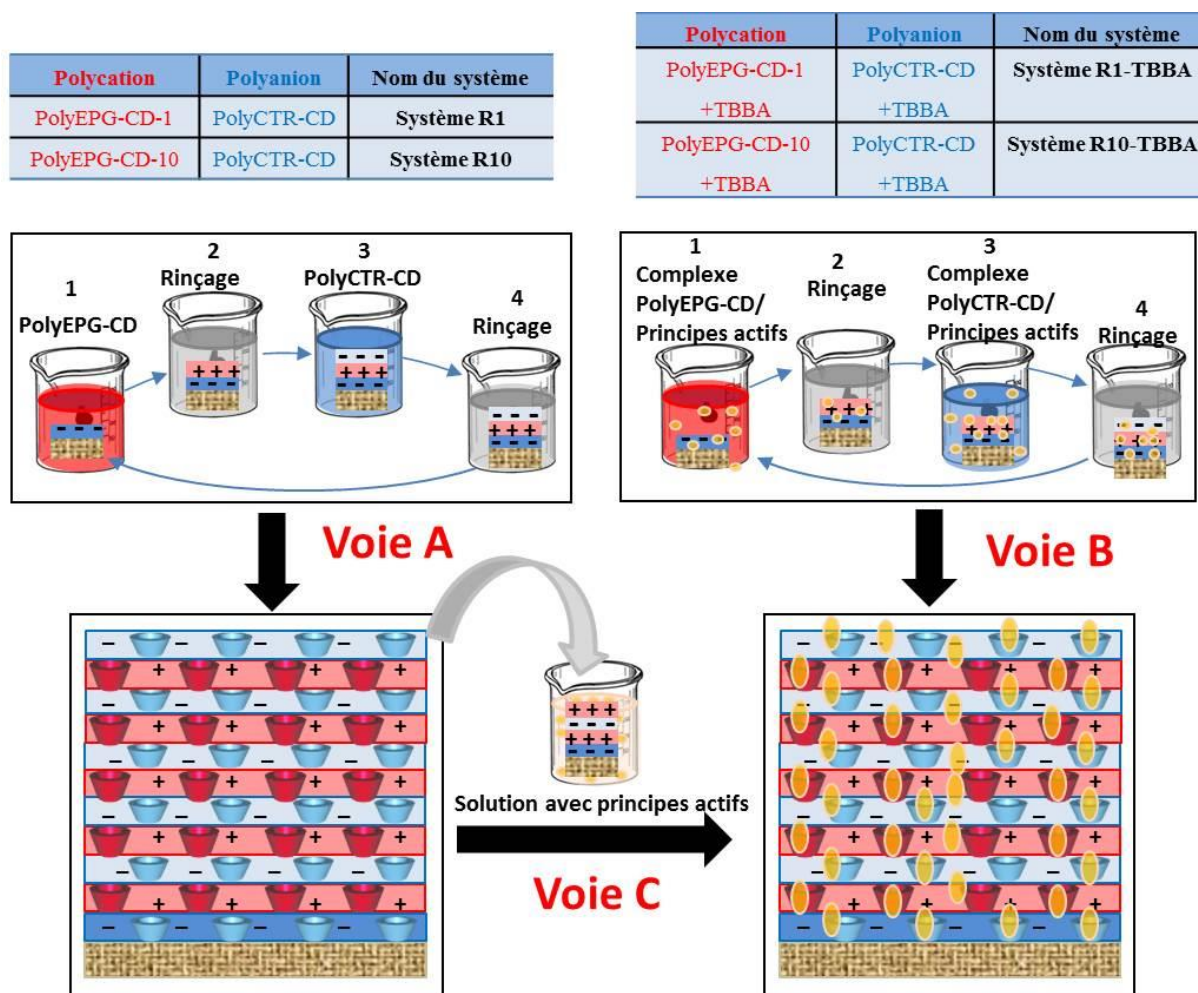 Polycation Polyanion Nom du système
PolyEPG-CD-1 PolyCTR-CD Système R1
PolyEPG-CD-10 PolyCTR-CD Système R10
Polycation Polyanion Nom du système
PolyEPG-CD-1 PolyCTR-CD Système R1-TBBA
+TBBA +TBBA
PolyEPG-CD-10 PolyCTR-CD Système R10-TBBA
+TBBA +TBBA
1
PolyEPG-CD
2
Rinçage
3
PolyCTR-CD
4
Rinçage
1
Complexe
PolyEPG-CD/
Principes actifs
2
Rinçage
3
Complexe
PolyCTR-CD/
Principes actifs
4
Rinçage
Voie A
Voie B
Solution avec principes actifs
Voie C